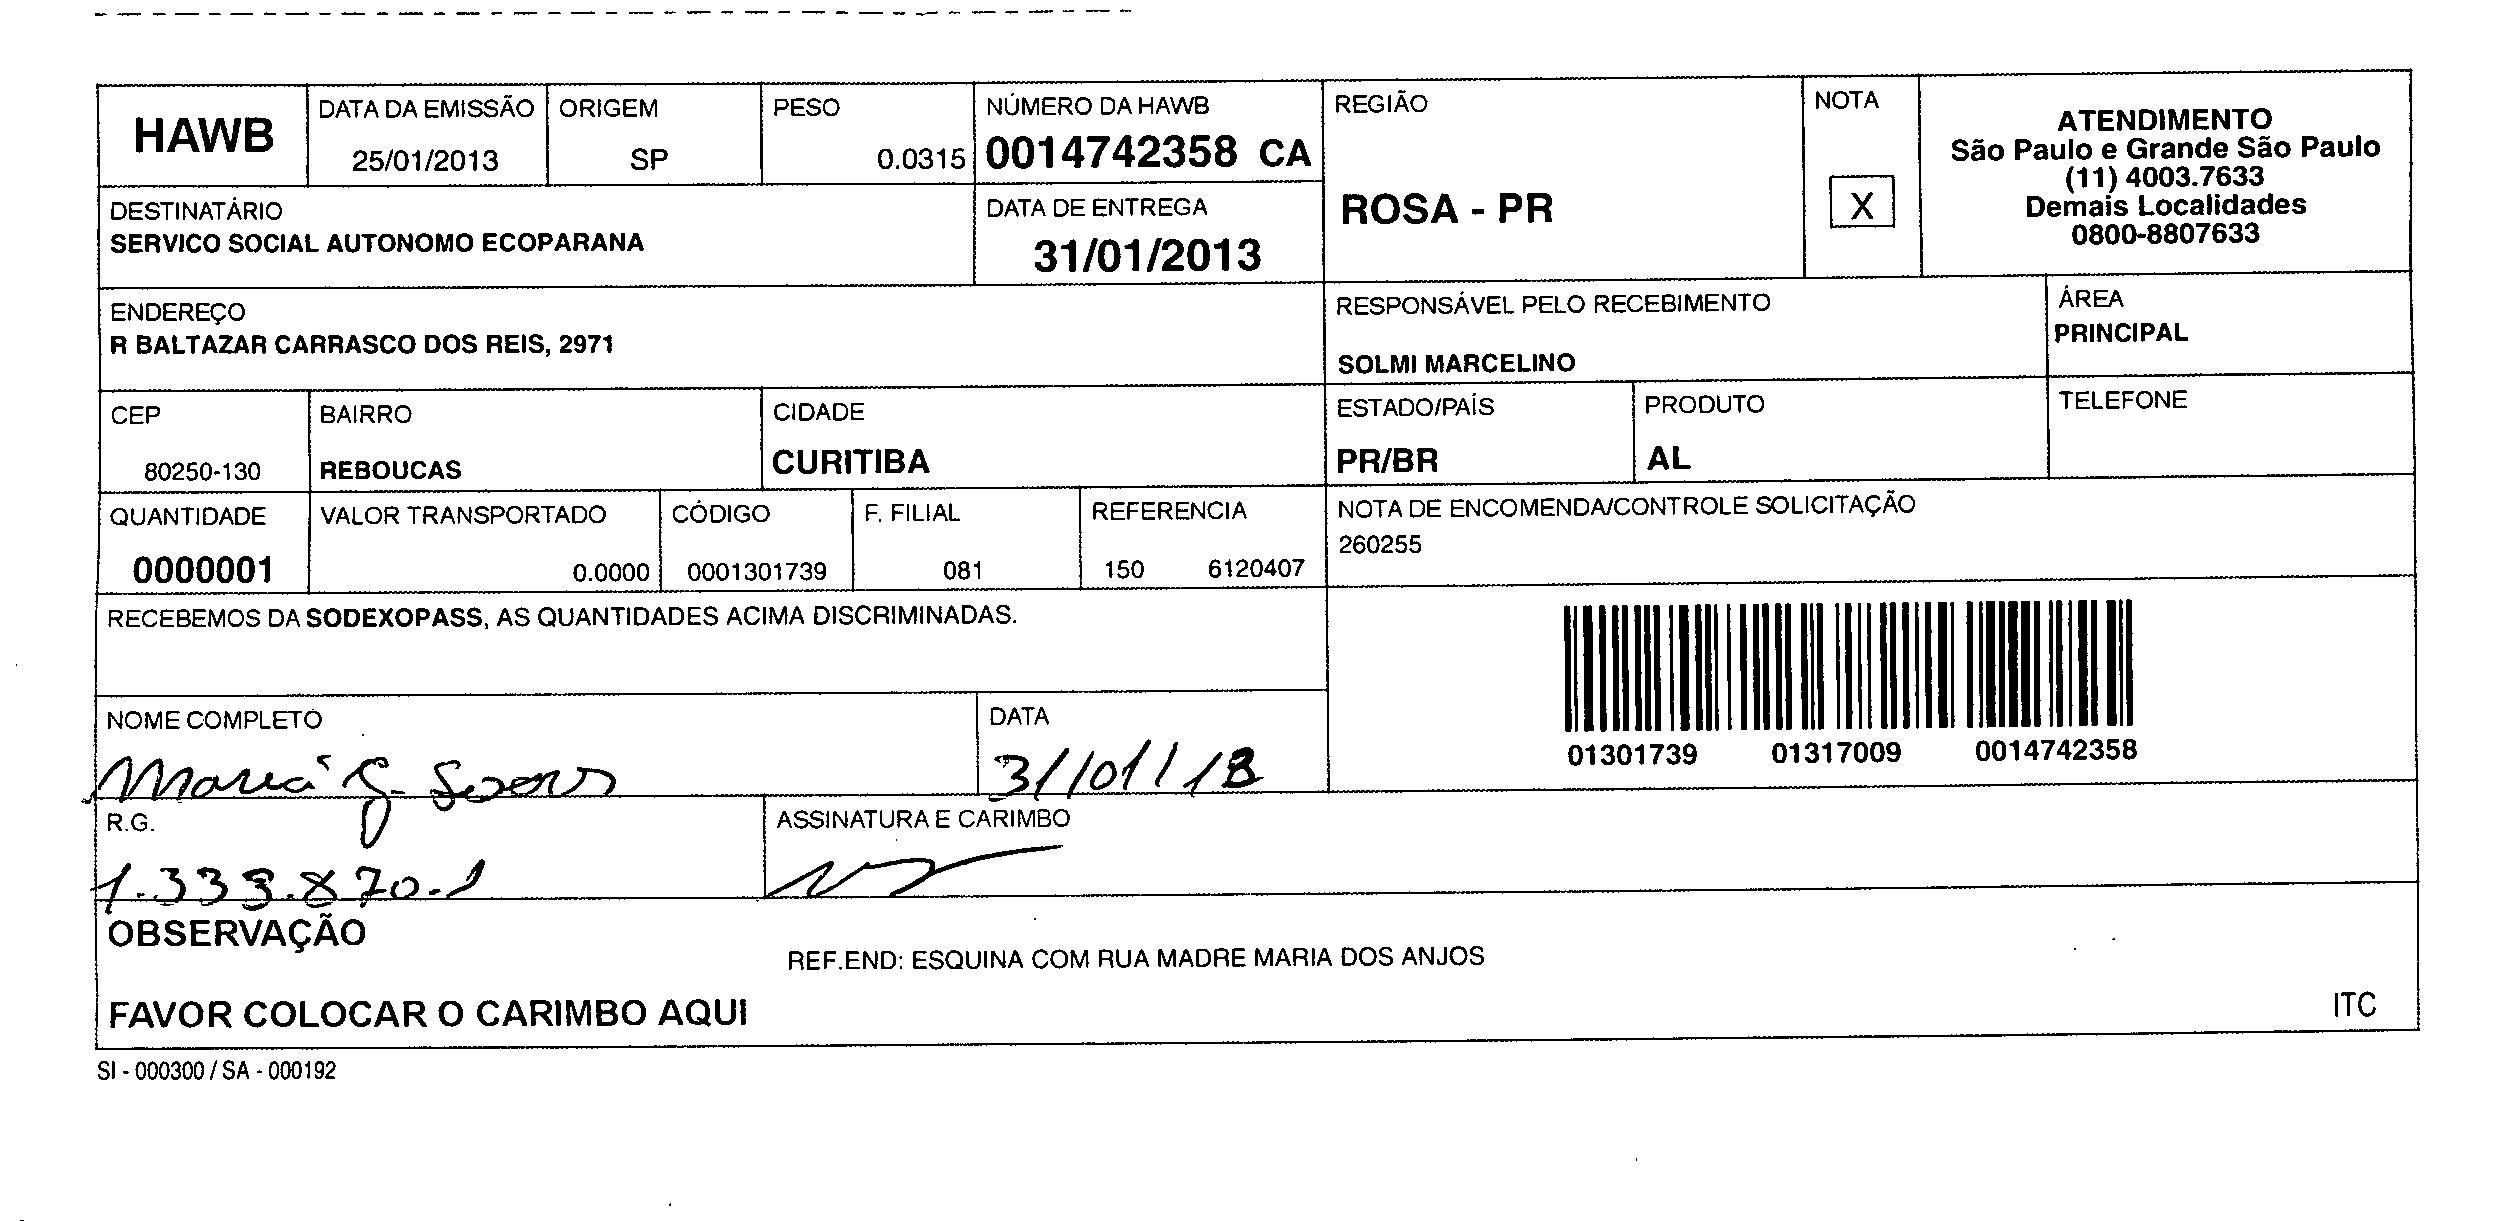 HAWB
DATA DA EMISSÃO
25/01/2013
ORIGEM
SP
PESO
0.0315
NÚMERO DA HAWB
0014742358 CA
REGIÃO
ROSA - PR
NOTA
X
ATENDIMENTO
São Paulo e Grande São Paulo
(11) 4003.7633
Demais Localidades
0800-8807633
DESTINATÁRIO
SERVICO SOCIAL AUTONOMO ECOPARANA
DATA DE ENTREGA
31/01/2013
ENDEREÇO
R BALTAZAR CARRASCO DOS REIS, 2971
RESPONSÁVEL PELO RECEBIMENTO
SOLMI MARCELINO
ÁREA
PRINCIPAL
CEP
80250-130
BAIRRO
REBOUCAS
CIDADE
CURITIBA
ESTADO/PAÍS
PR/BR
PRODUTO
AL
TELEFONE
QUANTIDADE
0000001
VALOR TRANSPORTADO
0.0000
CÓDIGO
0001301739
F. FILIAL
081
REFERENCIA
150 6120407
NOTA DE ENCOMENDA/CONTROLE SOLICITAÇÃO
260255
RECEBEMOS DA SODEXOPASS, AS QUANTIDADES ACIMA DISCRIMINADAS.
01301739 01317009 0014742358
NOME COMPLETO
Maria G.
DATA
31/01/13
R.G.
1.333.870-1
ASSINATURA E CARIMBO
OBSERVAÇÃO
REF.END: ESQUINA COM RUA MADRE MARIA DOS ANJOS
FAVOR COLOCAR O CARIMBO AQUI
ITC
SI - 000300 / SA - 000192